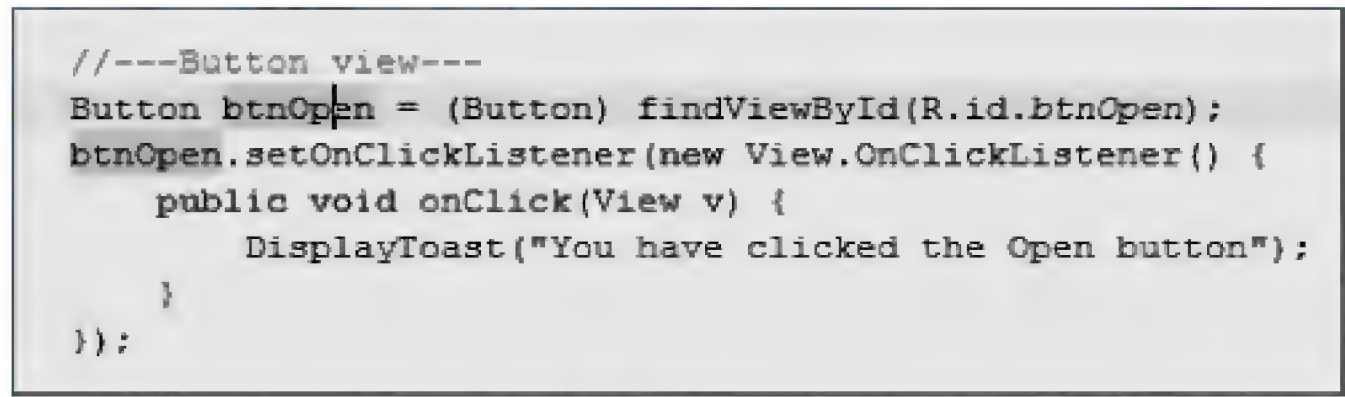 //---Button view---
Button btnOpen = (Button) findViewById(R.id.btnOpen);
btnOpen.setOnClickListener(new View.OnClickListener() {
    public void onClick(View v) {
        DisplayToast("You have clicked the Open button");
    }
});